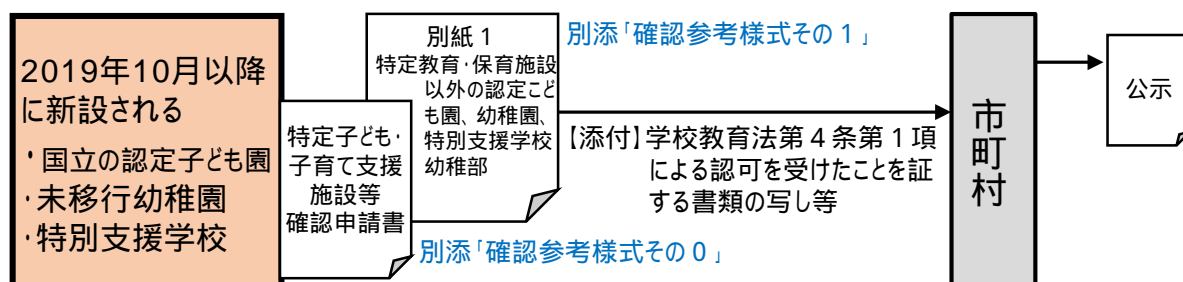 2019年10月以降
に新設される
・国立の認定子ども園
・未移行幼稚園
・特別支援学校
特定子ども・
子育て支援
施設等
確認申請書
別紙1
特定教育・保育施設
以外の認定こど
も園、幼稚園、
特別支援学校
幼稚部
別添「確認参考様式その1」
【添付】学校教育法第4条第1項
による認可を受けたことを証
する書類の写し等
別添「確認参考様式その0」
市町村
公示